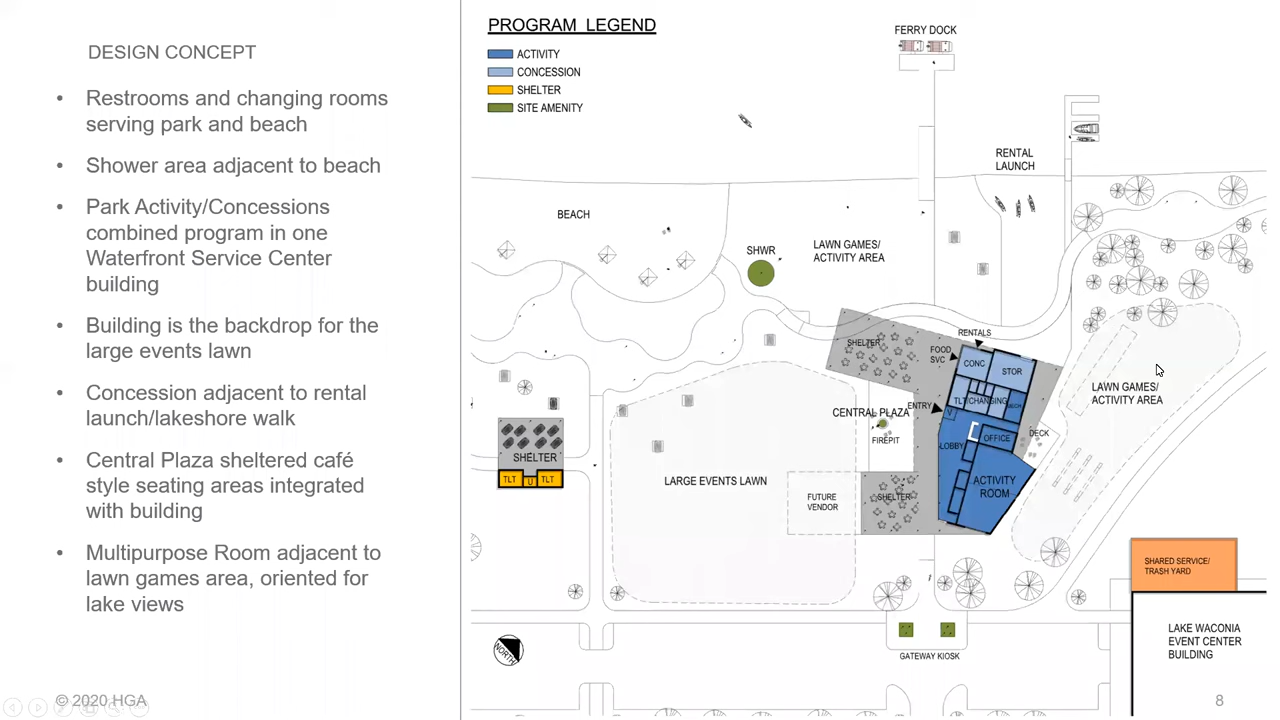 DESIGN CONCEPT
• Restrooms and changing rooms
serving park and beach
• Shower area adjacent to beach
• Park Activity/Concessions
combined program in one
Waterfront Service Center
building
• Building is the backdrop for the
large events lawn
• Concession adjacent to rental
launch/lakeshore walk
• Central Plaza sheltered café
style seating areas integrated
with building
• Multipurpose Room adjacent to
lawn games area, oriented for
lake views
© 2020 HGA
PROGRAM LEGEND
ACTIVITY
CONCESSION
SHELTER
SITE AMENITY
FERRY DOCK
RENTAL
LAUNCH
BEACH
SHWR
LAWN GAMES/
ACTIVITY AREA
RENTALS
SHELTER
FOOD
SVC
CONC
STOR
TLT/CHANGING
MECH
ENTRY
V
CENTRAL PLAZA
FIREPIT
LOBBY
OFFICE
DECK
LAWN GAMES/
ACTIVITY AREA
SHELTER
TLT
U
TLT
LARGE EVENTS LAWN
FUTURE
VENDOR
SHELTER
ACTIVITY
ROOM
SHARED SERVICE/
TRASH YARD
LAKE WACONIA
EVENT CENTER
BUILDING
NORTH
GATEWAY KIOSK
8